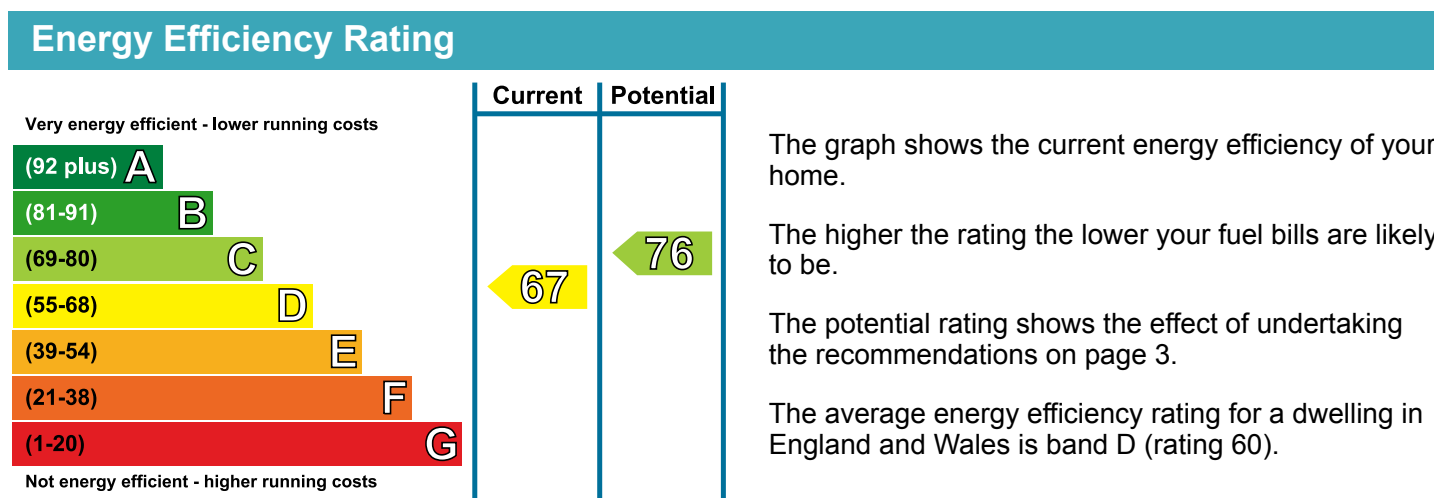 Energy Efficiency Rating
Current Potential
Very energy efficient - lower running costs
(92 plus) A
(81-91) B
(69-80) C
(55-68) D
(39-54) E
(21-38) F
(1-20) G
Not energy efficient - higher running costs
67
76
The graph shows the current energy efficiency of your
home.
The higher the rating the lower your fuel bills are likely
to be.
The potential rating shows the effect of undertaking
the recommendations on page 3.
The average energy efficiency rating for a dwelling in
England and Wales is band D (rating 60).